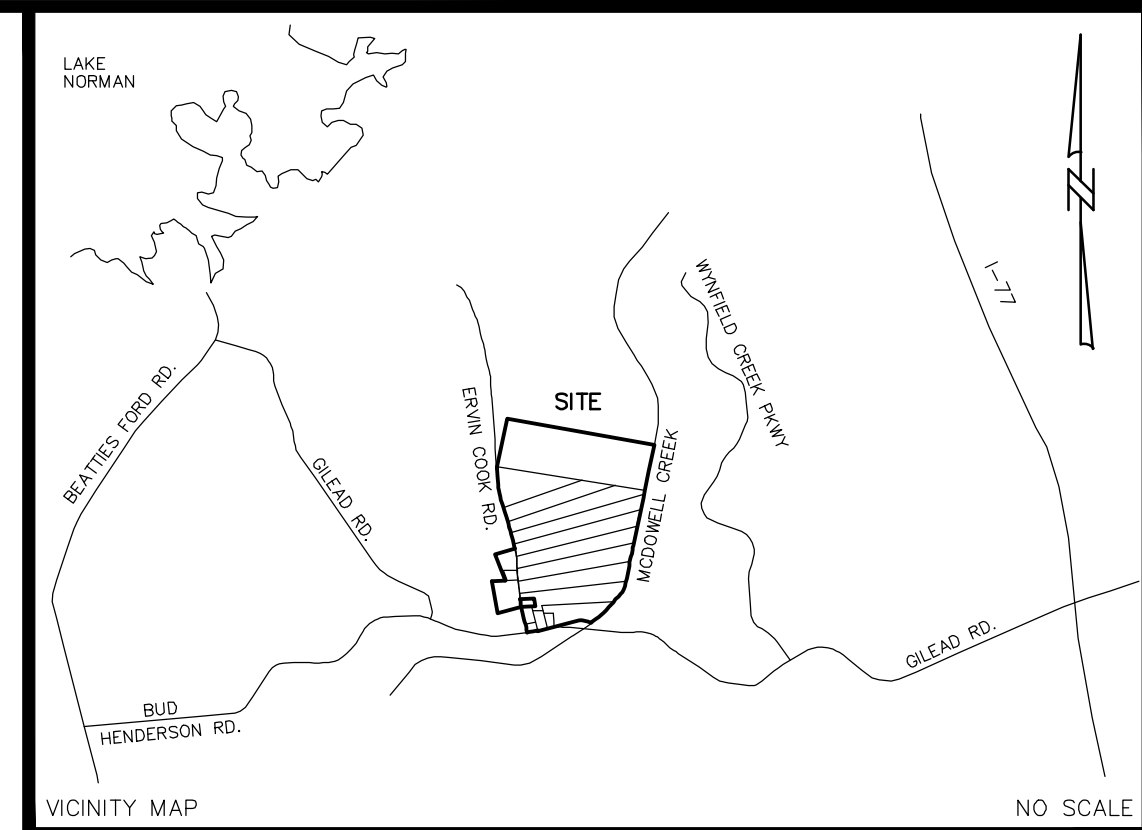 LAKE
NORMAN
N
I-77
WYNFIELD CREEK PKWY
BEATTIES FORD RD.
ERVIN COOK RD.
SITE
GILEAD RD.
MCDOWELL CREEK
GILEAD RD.
BUD
HENDERSON RD.
VICINITY MAP
NO SCALE